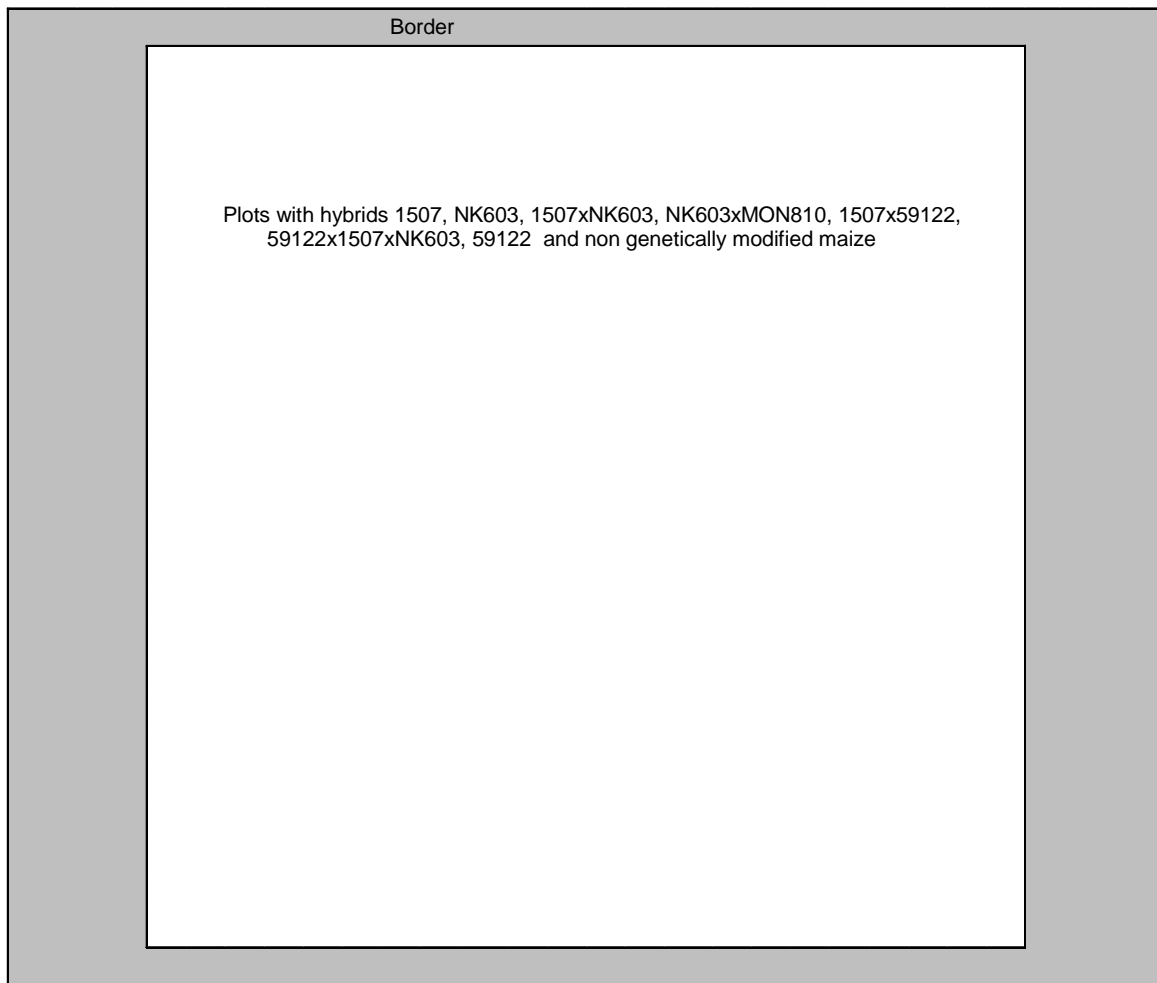 Border
Plots with hybrids 1507, NK603, 1507xNK603, NK603xMON810, 1507x59122,
59122x1507xNK603, 59122 and non genetically modified maize